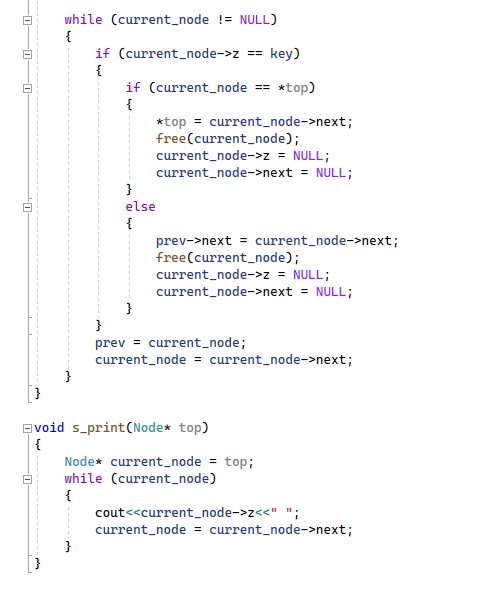 while (current_node != NULL)
{
if (current_node->z == key)
{
if (current_node == *top)
{
*top = current_node->next;
free(current_node);
current_node->z = NULL;
current_node->next = NULL;
}
else
{
prev->next = current_node->next;
free(current_node);
current_node->z = NULL;
current_node->next = NULL;
}
}
prev = current_node;
current_node = current_node->next;
}
}
void s_print(Node* top)
{
Node* current_node = top;
while (current_node)
{
cout<<current_node->z<<" ";
current_node = current_node->next;
}
}